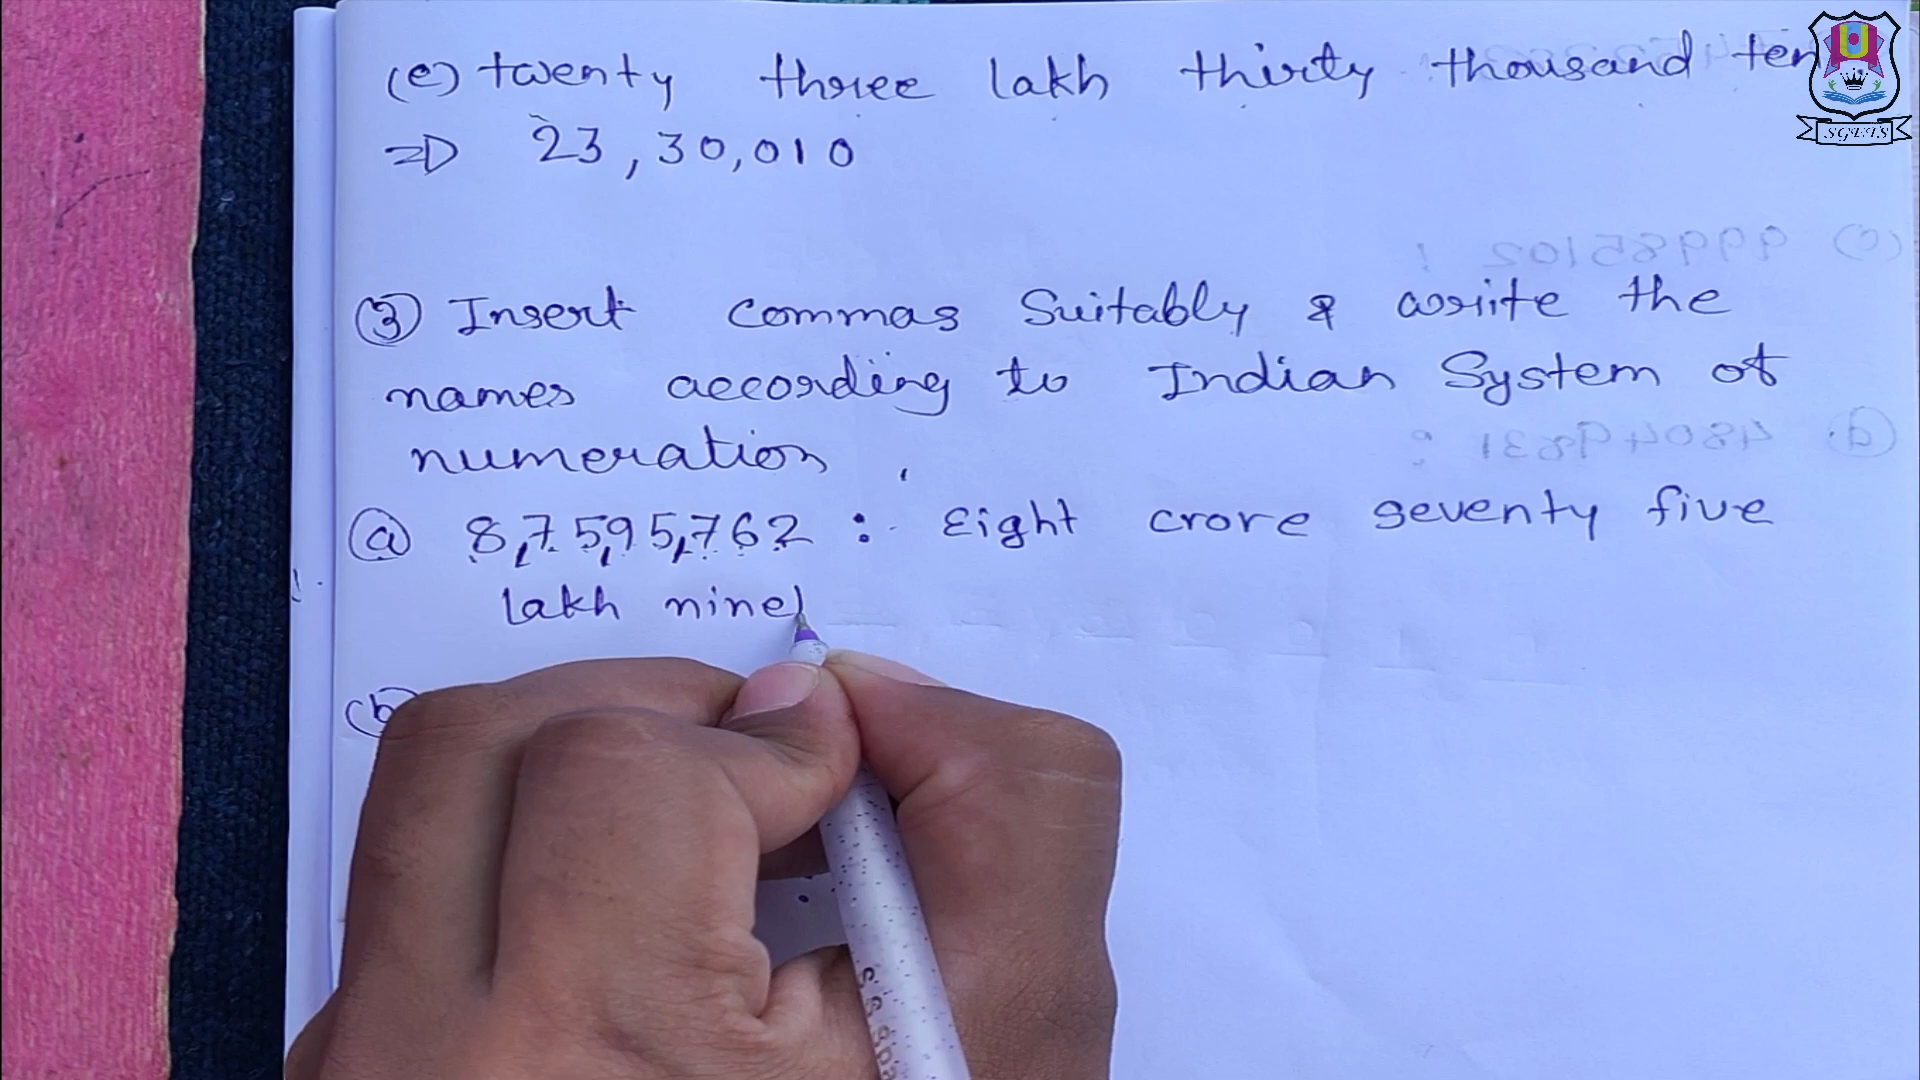 (e) twenty three lakh thirty thousand ten
⇒ 23,30,010
③ Insert commas Suitably & write the
names according to Indian System of
numeration.
ⓐ 8,75,95,762 : Eight crore seventy five
lakh nine
(b)
SGEIS